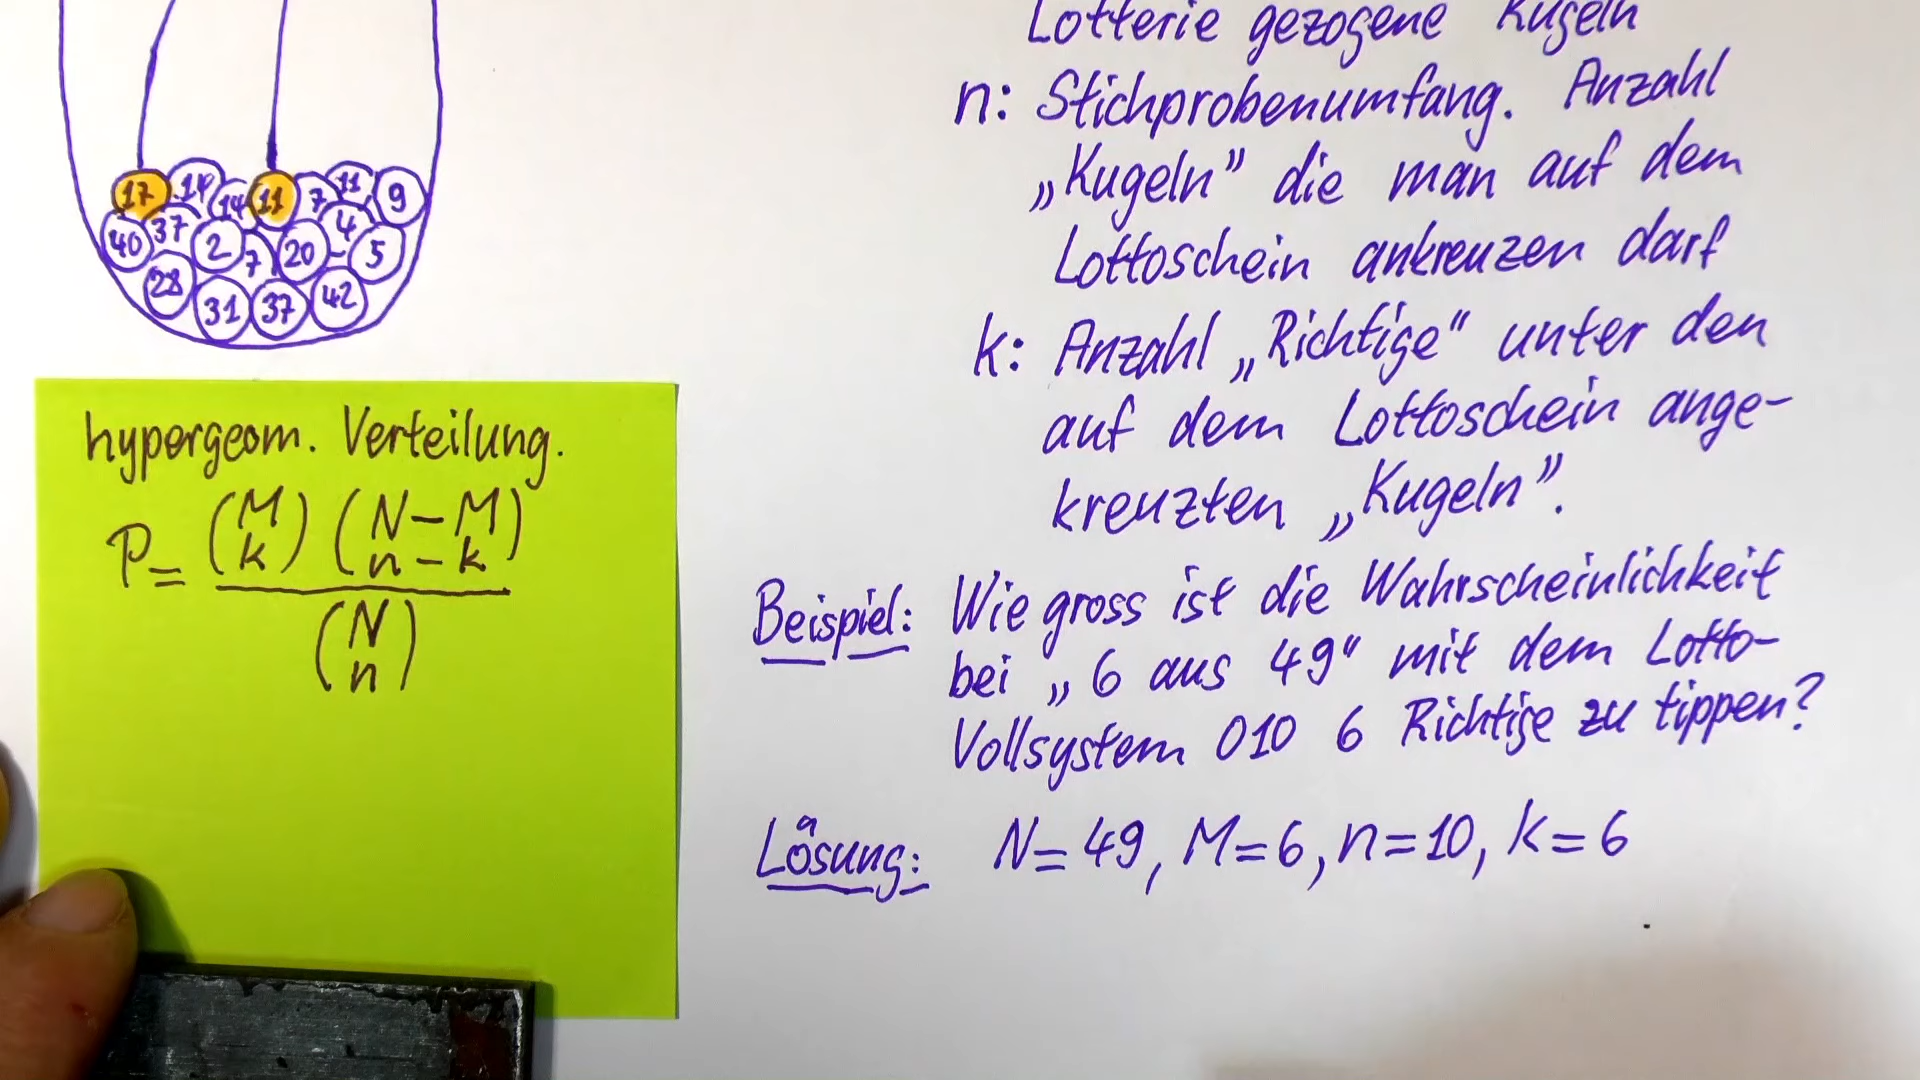 Lotterie gezogene Kugeln
n: Stichprobenumfang. Anzahl
„Kugeln” die man auf dem
Lottoschein ankreuzen darf
k: Anzahl „Richtige“ unter den
auf dem Lottoschein ange-
kreuzten „Kugeln”.
17 11 7 11 9
40 37 14 2 7 20 4 5
28 31 37 42
hypergeom. Verteilung.
P= (M k) (N-M n-k)
(N n)
Beispiel: Wie gross ist die Wahrscheinlichkeit
bei „6 aus 49“ mit dem Lotto-
Vollsystem 010 6 Richtige zu tippen?
Lösung: N=49, M=6, n=10, k=6